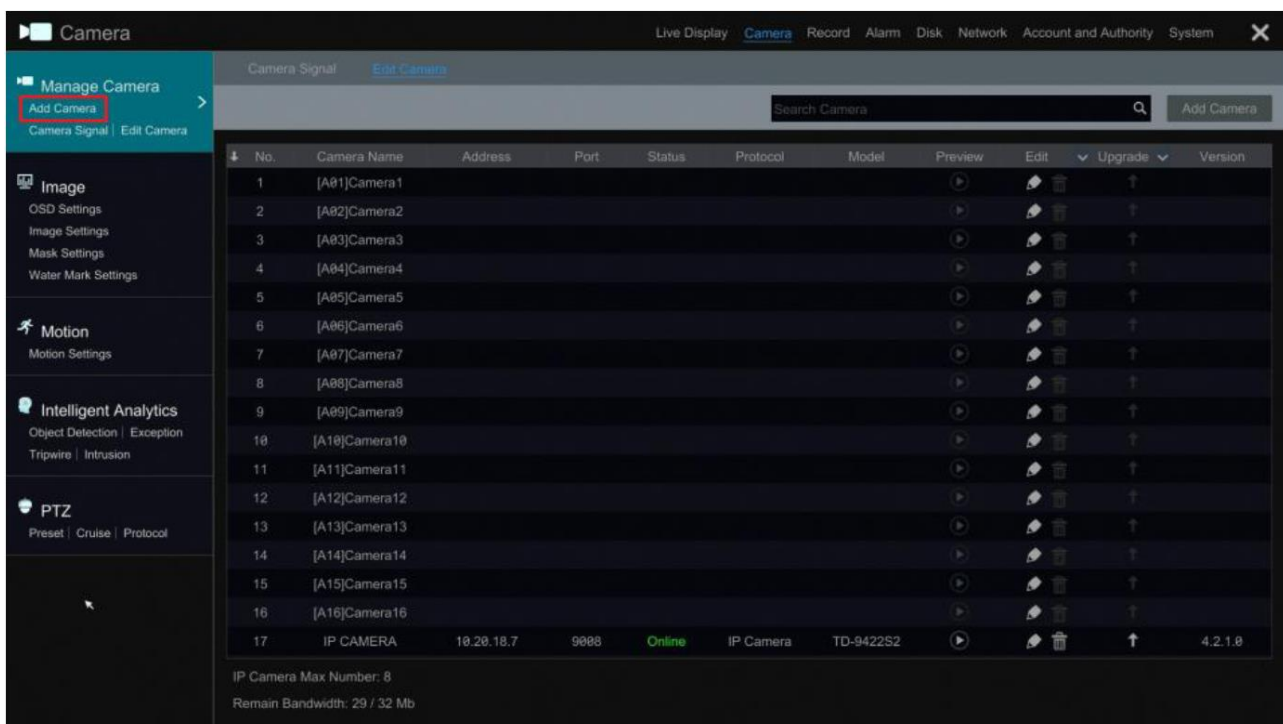 Camera
Live Display Camera Record Alarm Disk Network Account and Authority System
Manage Camera
Add Camera
Camera Signal | Edit Camera
Image
OSD Settings
Image Settings
Mask Settings
Water Mark Settings
Motion
Motion Settings
Intelligent Analytics
Object Detection | Exception
Tripwire | Intrusion
PTZ
Preset | Cruise | Protocol
Camera Signal Edit Camera
Search Camera Add Camera
No. Camera Name Address Port Status Protocol Model Preview Edit Upgrade Version
1 [A01]Camera1
2 [A02]Camera2
3 [A03]Camera3
4 [A04]Camera4
5 [A05]Camera5
6 [A06]Camera6
7 [A07]Camera7
8 [A08]Camera8
9 [A09]Camera9
10 [A10]Camera10
11 [A11]Camera11
12 [A12]Camera12
13 [A13]Camera13
14 [A14]Camera14
15 [A15]Camera15
16 [A16]Camera16
17 IP CAMERA 10.20.18.7 9008 Online IP Camera TD-9422S2 4.2.1.0
IP Camera Max Number: 8
Remain Bandwidth: 29 / 32 Mb